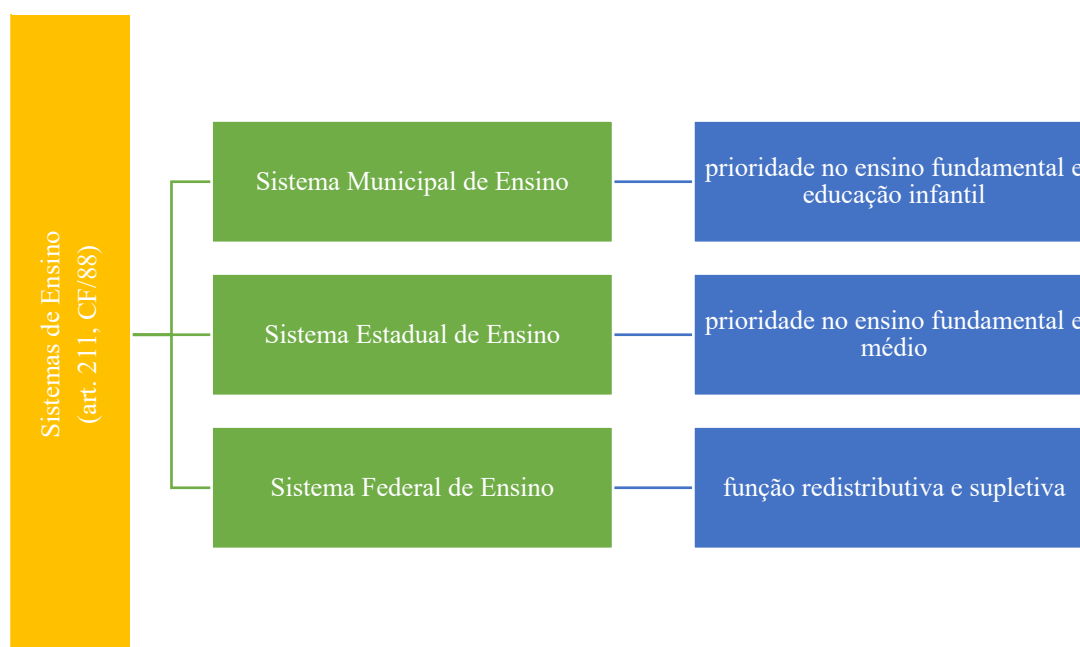 Sistemas de Ensino
(art. 211, CF/88)
Sistema Municipal de Ensino
prioridade no ensino fundamental e
educação infantil
Sistema Estadual de Ensino
prioridade no ensino fundamental e
médio
Sistema Federal de Ensino
função redistributiva e supletiva